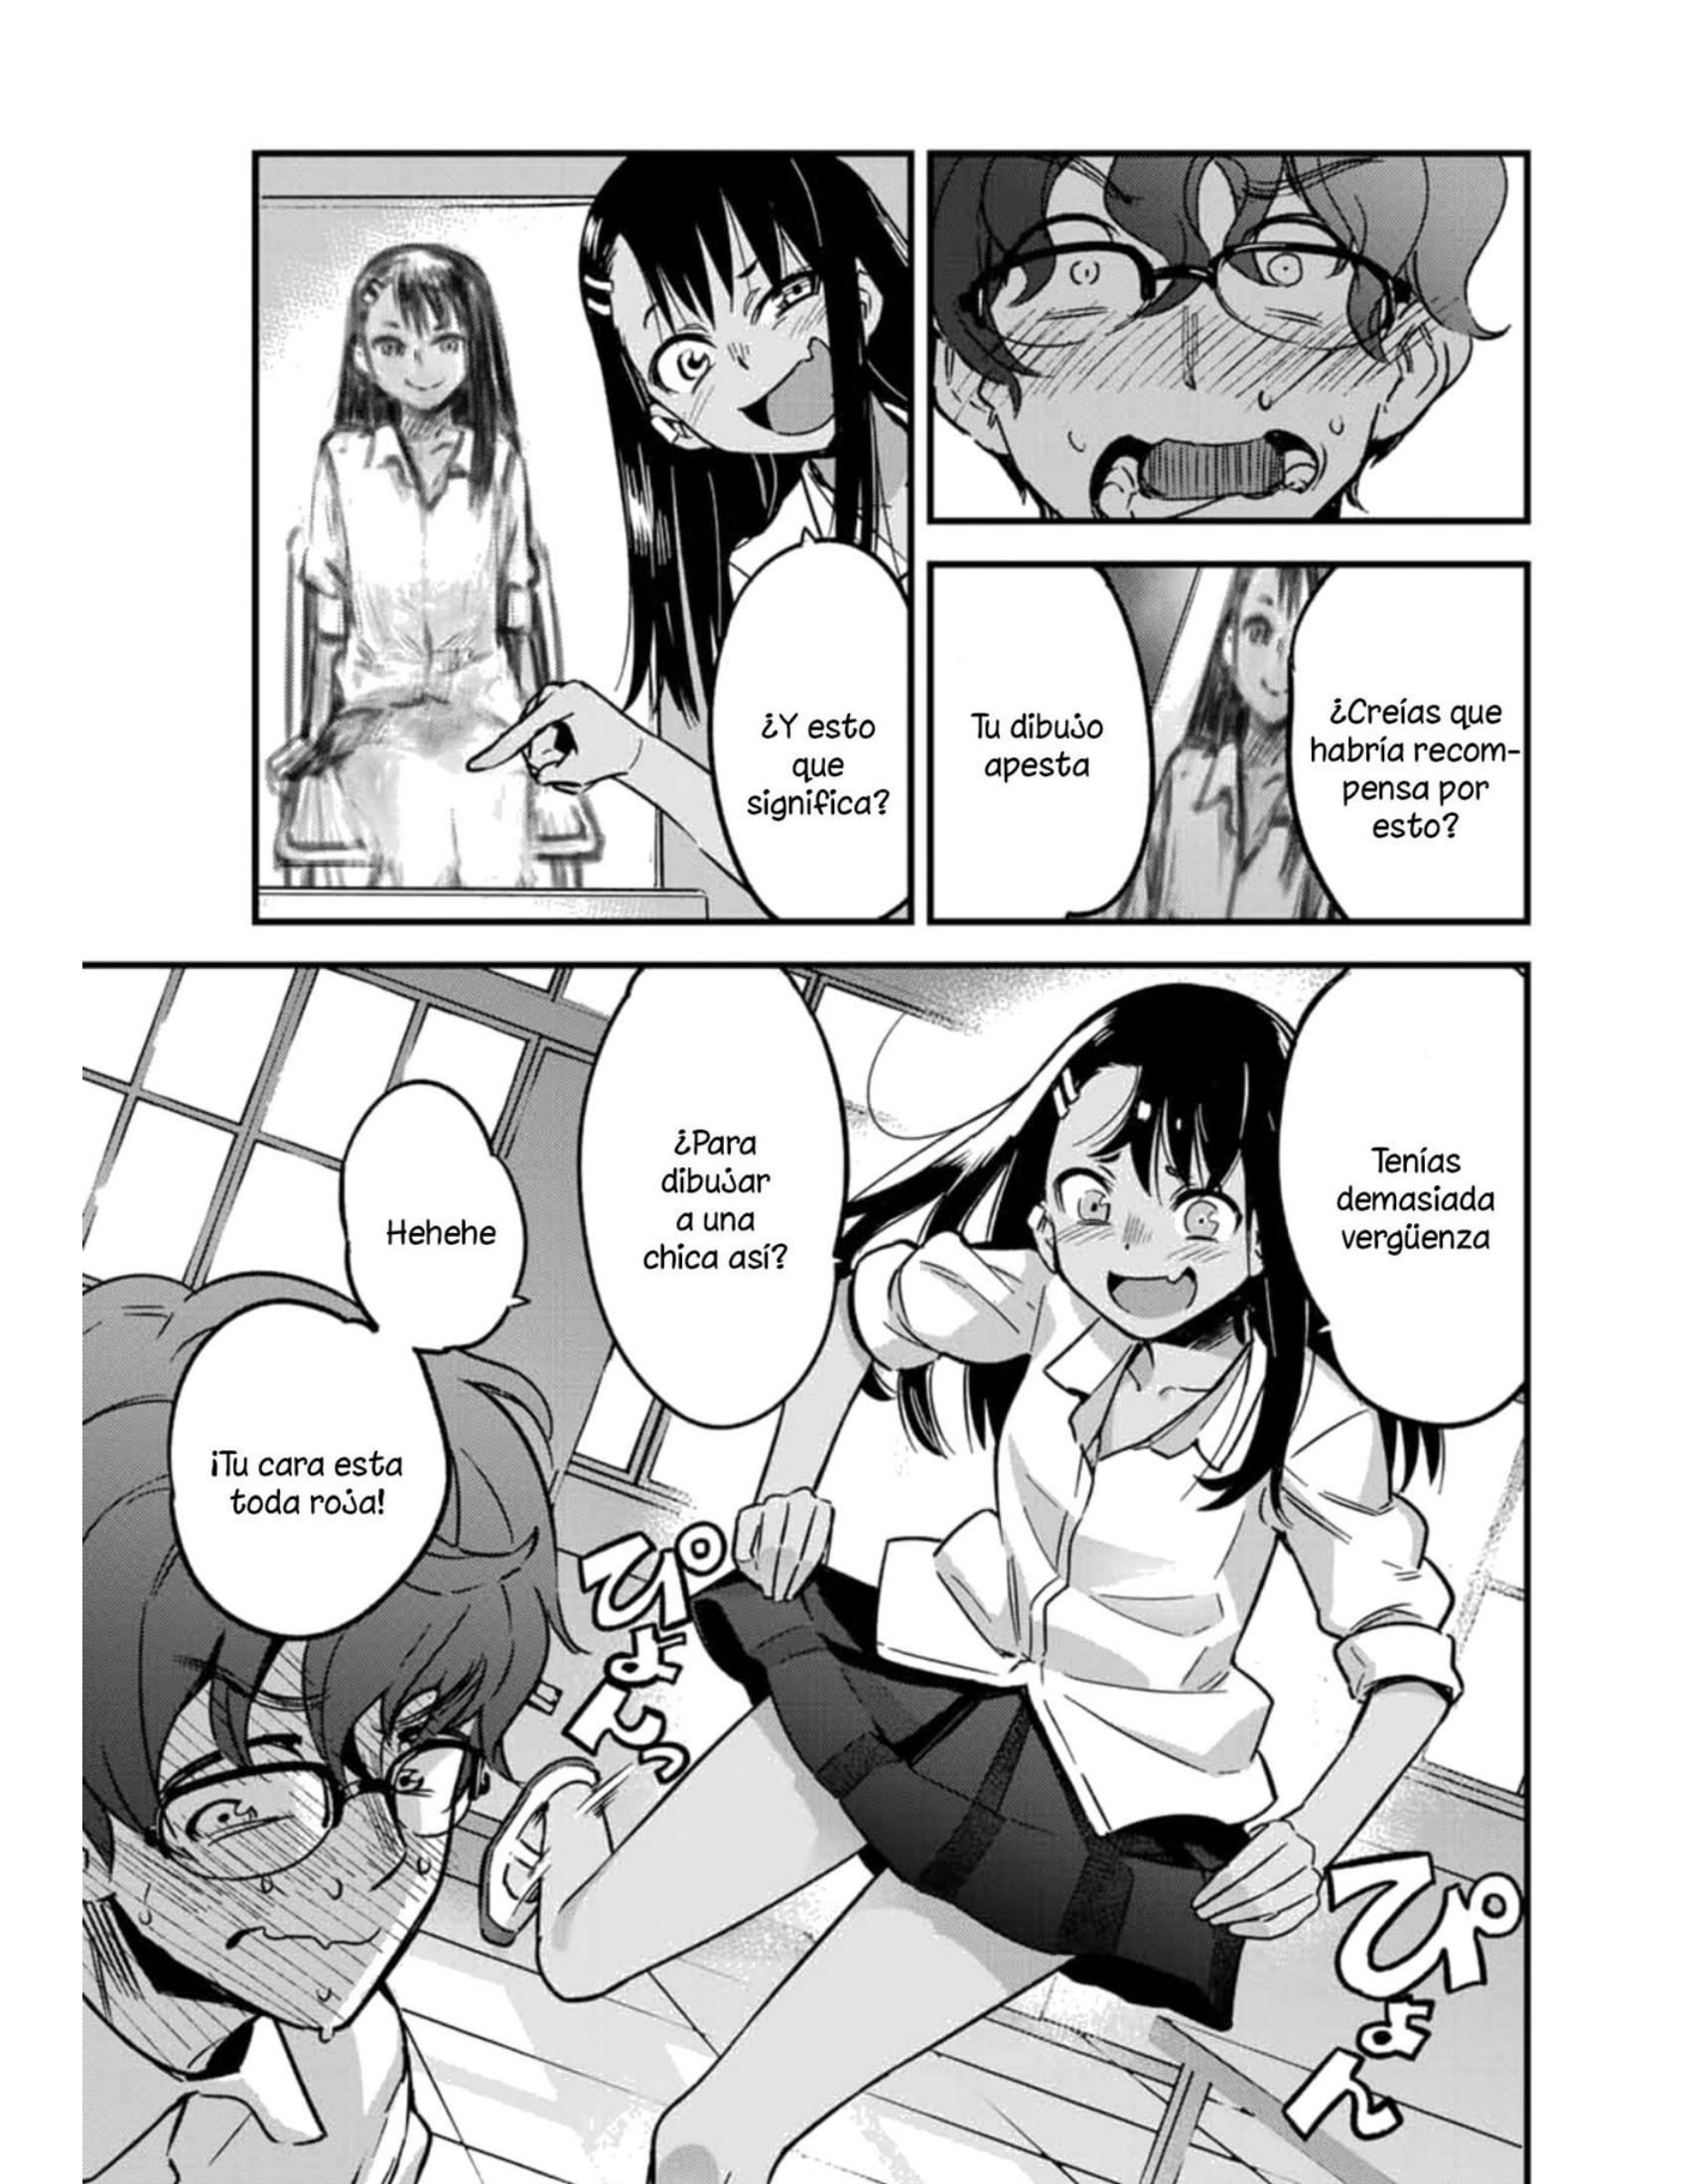 ¿Creías que
habría recom-
pensa por
esto?
Tu dibujo
apesta
¿Y esto
que
significa?
Tenías
demasiada
vergüenza
¿Para
dibujar
a una
chica así?
Hehehe
¡Tu cara esta
toda roja!
ぴょんっ
ぴょん